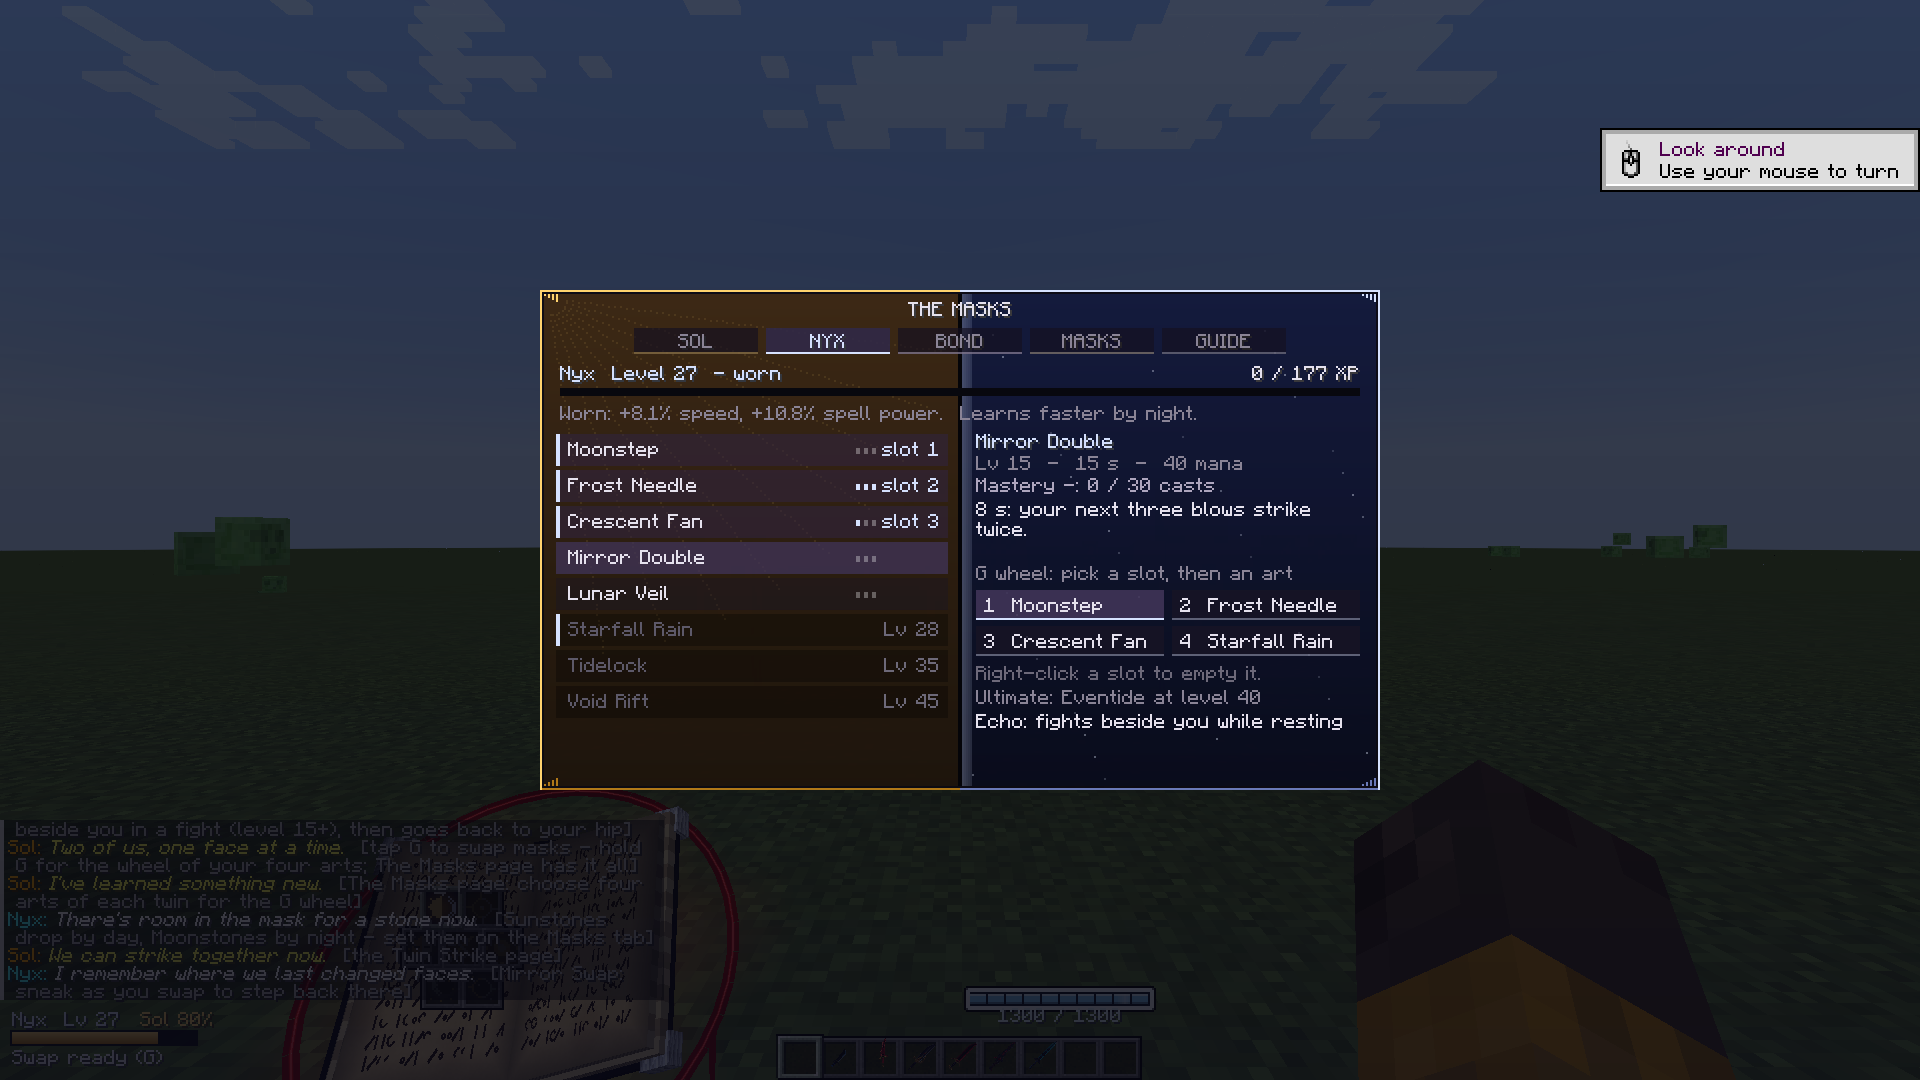 Look around
Use your mouse to turn
THE MASKS
SOL
NYX
BOND
MASKS
GUIDE
Nyx Level 27 - worn
0 / 177 XP
Worn: +8.1% speed, +10.8% spell power. Learns faster by night.
Moonstep slot 1
Frost Needle slot 2
Crescent Fan slot 3
Mirror Double
Lunar Veil
Starfall Rain Lv 28
Tidelock Lv 35
Void Rift Lv 45
Mirror Double
Lv 15 - 15 s - 40 mana
Mastery -: 0 / 30 casts
8 s: your next three blows strike
twice.
G wheel: pick a slot, then an art
1 Moonstep
2 Frost Needle
3 Crescent Fan
4 Starfall Rain
Right-click a slot to empty it.
Ultimate: Eventide at level 40
Echo: fights beside you while resting
beside you in a fight (level 15+), then goes back to your hip]
Sol: Two of us, one face at a time. [tap G to swap masks - hold
G for the wheel of your four arts; The Masks page has it all]
Sol: I've learned something new. [The Masks page: choose four
arts of each twin for the G wheel]
Nyx: There's room in the mask for a stone now. [Sunstones
drop by day, Moonstones by night - set them on the Masks tab]
Sol: We can strike together now. [the Twin Strike page]
Nyx: I remember where we last changed faces. [Mirror Swap:
sneak as you swap to step back there]
Nyx Lv 27 Sol 80%
Swap ready (G)
1300 / 1300